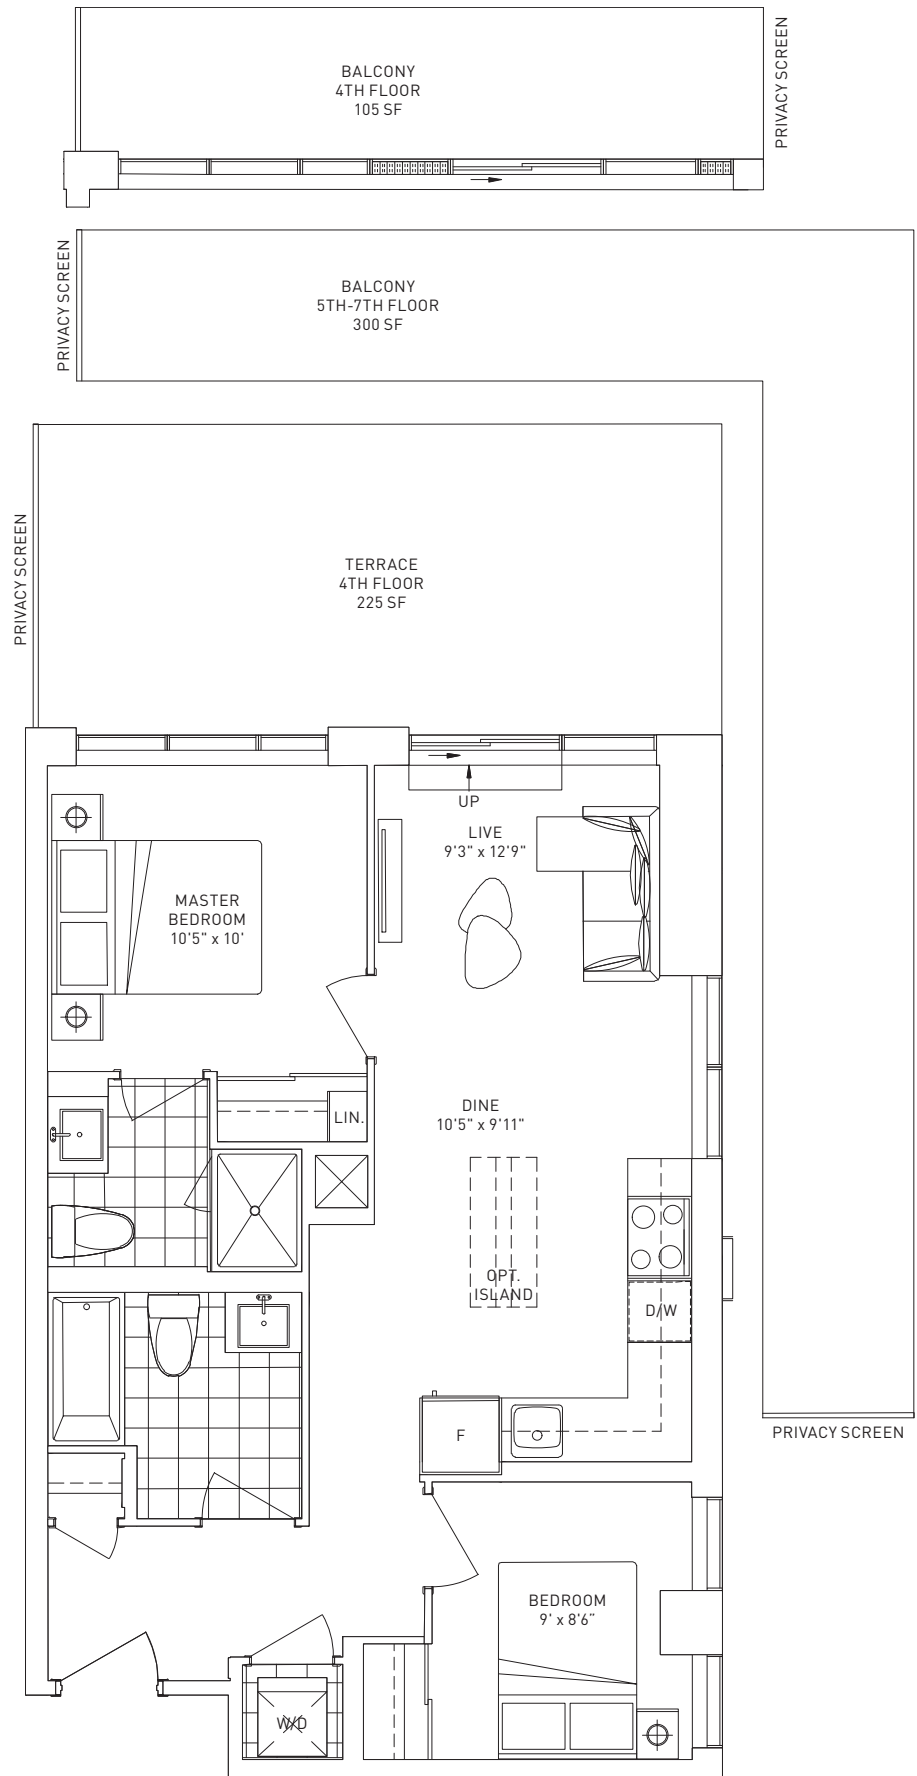 BALCONY
4TH FLOOR
105 SF
PRIVACY SCREEN
PRIVACY SCREEN
BALCONY
5TH-7TH FLOOR
300 SF
PRIVACY SCREEN
TERRACE
4TH FLOOR
225 SF
UP
LIVE
9'3" x 12'9"
MASTER
BEDROOM
10'5" x 10'
LIN.
DINE
10'5" x 9'11"
OPT.
ISLAND
D/W
F
PRIVACY SCREEN
BEDROOM
9' x 8'6”
W/D